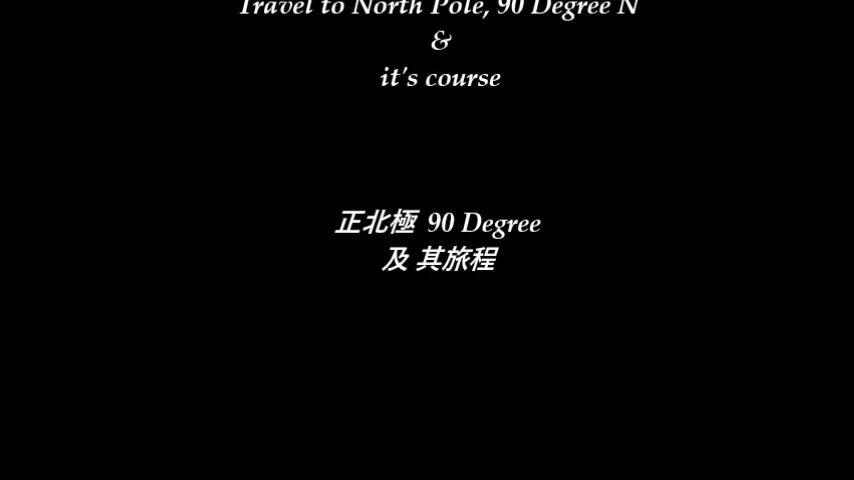 Travel to North Pole, 90 Degree N
&
it's course
正北極 90 Degree
及 其旅程